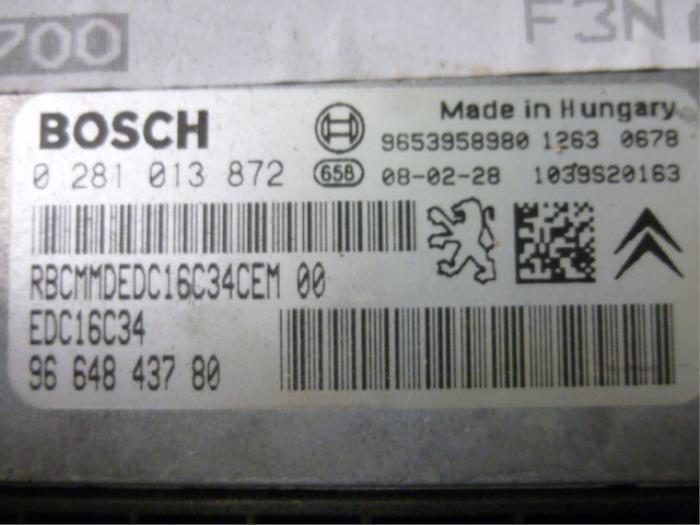 700
F3N
BOSCH
Made in Hungary
9653958980 1263 0678
0 281 013 872
658
08-02-28 1039S20163
RBCMMDEDC16C34CEM 00
EDC16C34
96 648 437 80